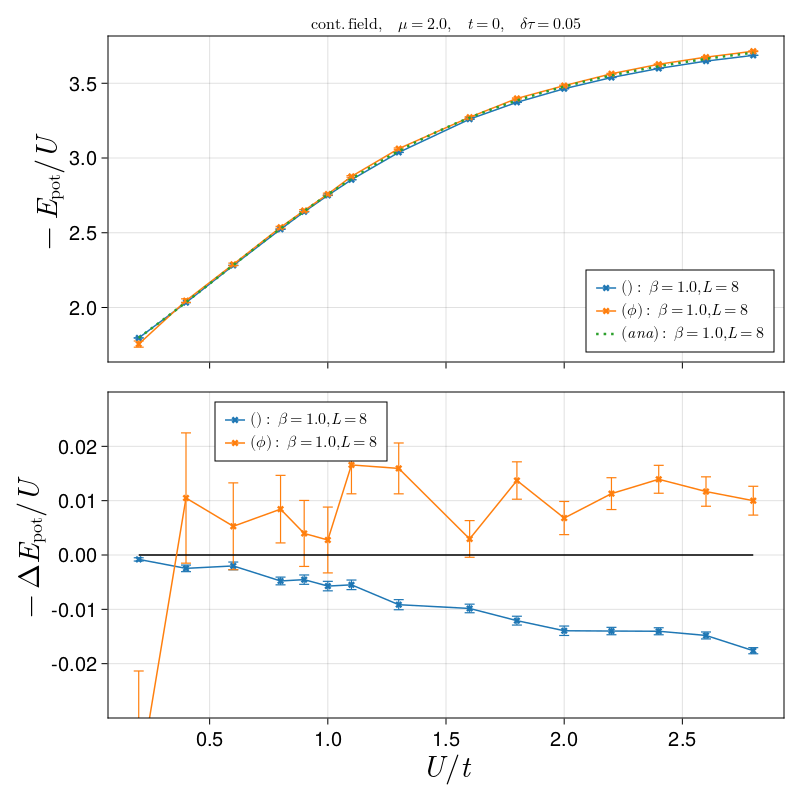 cont. field, μ = 2.0, t = 0, δτ = 0.05
− E_pot / U
3.5
3.0
2.5
2.0
() : β = 1.0, L = 8
(ϕ) : β = 1.0, L = 8
(ana) : β = 1.0, L = 8
− ΔE_pot / U
0.02
0.01
0.00
-0.01
-0.02
() : β = 1.0, L = 8
(ϕ) : β = 1.0, L = 8
0.5 1.0 1.5 2.0 2.5
U/t